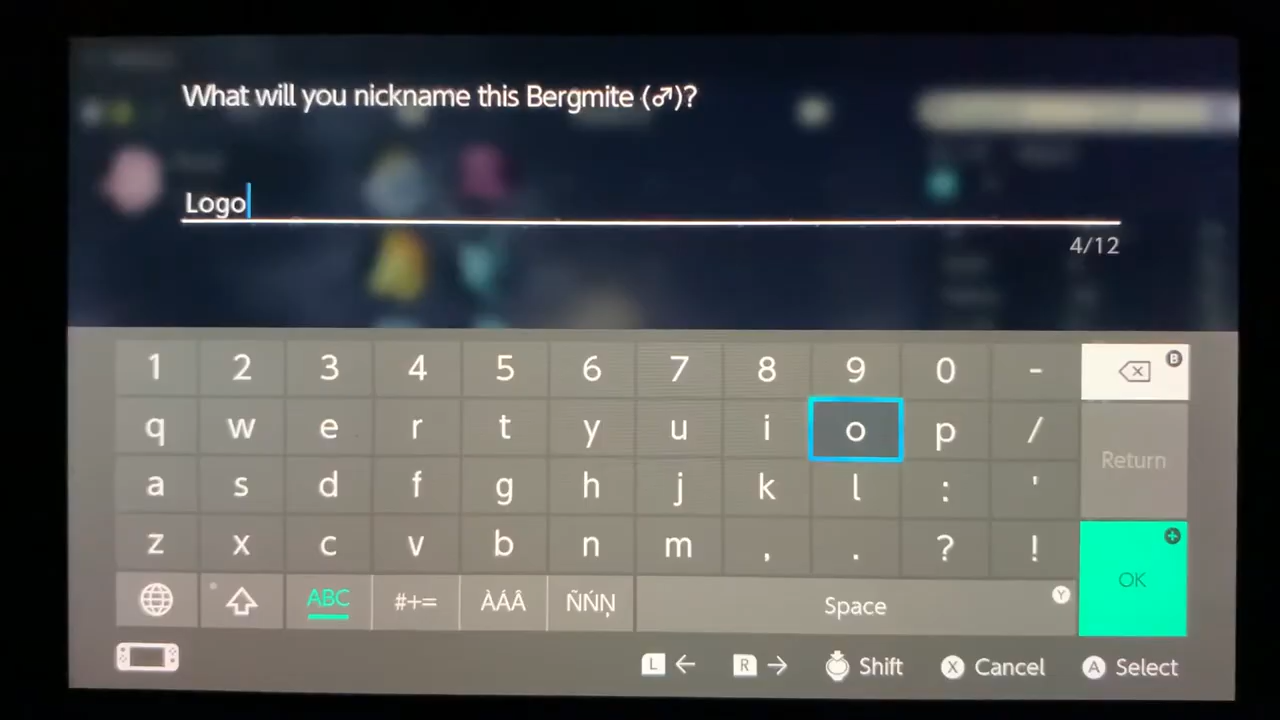 What will you nickname this Bergmite (♂)?
Logo
4/12
1 2 3 4 5 6 7 8 9 0 - B
q w e r t y u i o p / Return
a s d f g h j k l : '
z x c v b n m , . ? ! + OK
ABC #+= ÀÁÂ ÑŃŅ Space Y
L ← R → Shift X Cancel A Select